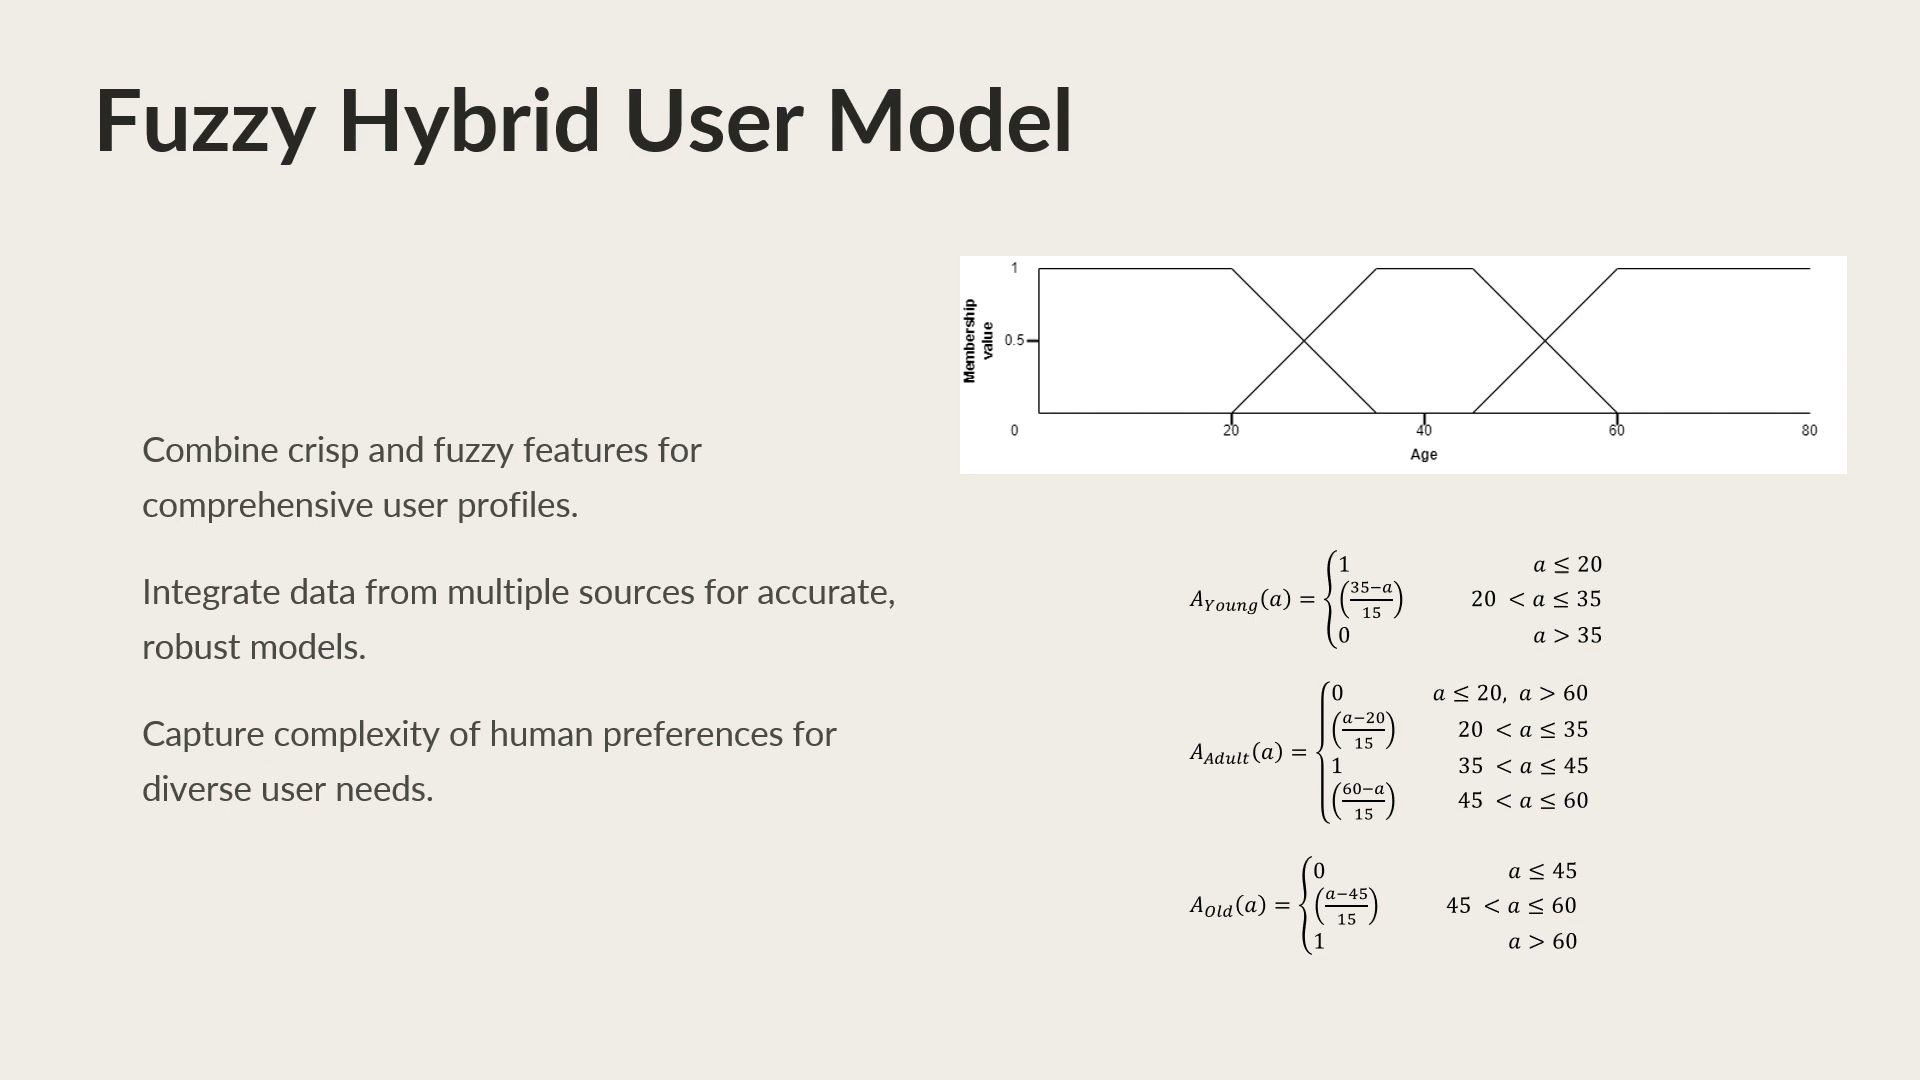 Fuzzy Hybrid User Model
Combine crisp and fuzzy features for
comprehensive user profiles.
Integrate data from multiple sources for accurate,
robust models.
Capture complexity of human preferences for
diverse user needs.
1
Membership
value
0.5
0 20 40 60 80
Age
A_Young(a) = { 1 a ≤ 20
((35−a)/15) 20 < a ≤ 35
0 a > 35
A_Adult(a) = { 0 a ≤ 20, a > 60
((a−20)/15) 20 < a ≤ 35
1 35 < a ≤ 45
((60−a)/15) 45 < a ≤ 60
A_Old(a) = { 0 a ≤ 45
((a−45)/15) 45 < a ≤ 60
1 a > 60